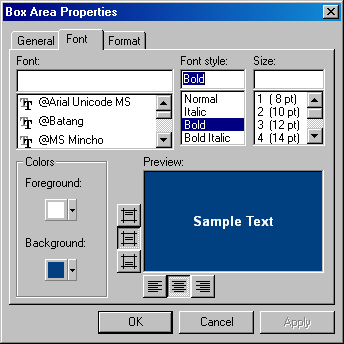 Box Area Properties
General Font Format
Font: Font style: Size:
Bold
@Arial Unicode MS Normal 1 ( 8 pt)
@Batang Italic 2 (10 pt)
@MS Mincho Bold 3 (12 pt)
Bold Italic 4 (14 pt)
Colors Preview:
Foreground:
Sample Text
Background:
OK Cancel Apply